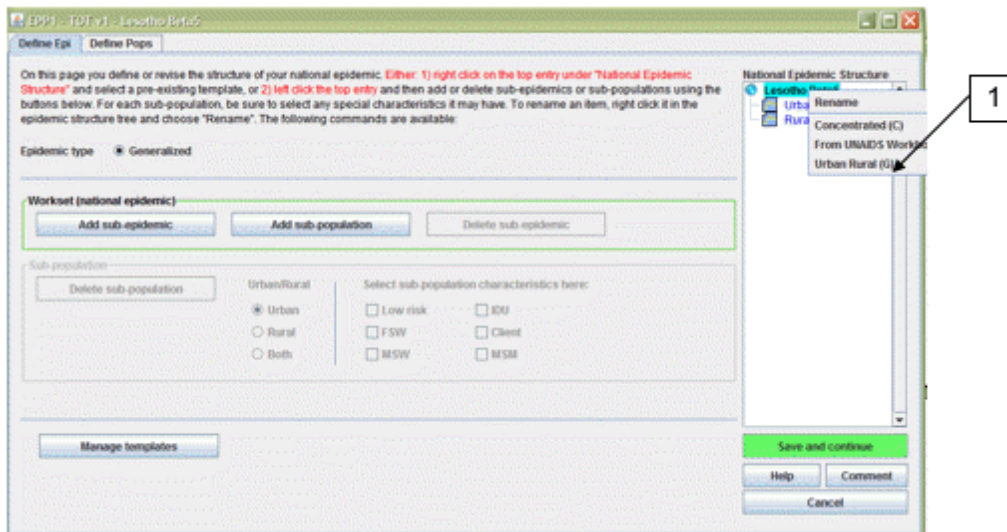 EPP1 - TDT v1 - Lesotho Beta5
Define Epi Define Pops
On this page you define or revise the structure of your national epidemic. Either: 1) right click on the top entry under "National Epidemic
Structure" and select a pre-existing template, or 2) left click the top entry and then add or delete sub-epidemics or sub-populations using the
buttons below. For each sub-population, be sure to select any special characteristics it may have. To rename an item, right click it in the
epidemic structure tree and choose "Rename". The following commands are available:
Epidemic type Generalized
Workset (national epidemic)
Add sub-epidemic Add sub-population Delete sub-epidemic
Sub-population
Delete sub-population
Urban/Rural
Urban
Rural
Both
Select sub-population characteristics here:
Low risk IDU
FSW Client
MSW MSM
Manage templates
National Epidemic Structure
Lesotho Beta5
Urba
Rura
Rename
Concentrated (C)
From UNAIDS Workb
Urban Rural (G)
1
Save and continue
Help Comment
Cancel